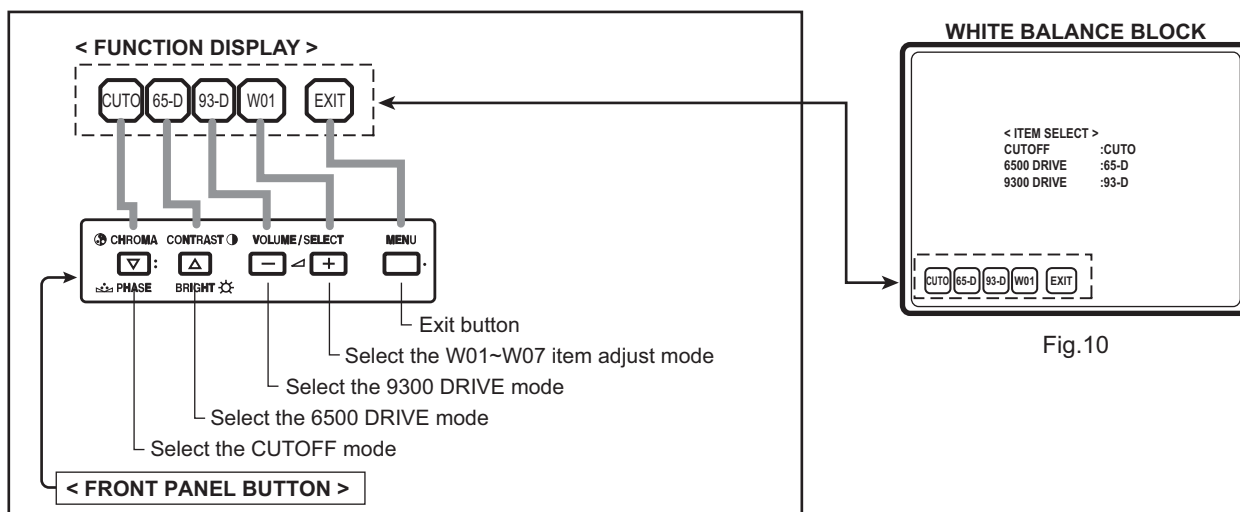 < FUNCTION DISPLAY >
CUTO 65-D 93-D W01 EXIT
CHROMA CONTRAST VOLUME/SELECT MENU
▽ : △ − + .
PHASE BRIGHT
Exit button
Select the W01~W07 item adjust mode
Select the 9300 DRIVE mode
Select the 6500 DRIVE mode
Select the CUTOFF mode
< FRONT PANEL BUTTON >
WHITE BALANCE BLOCK
< ITEM SELECT >
CUTOFF :CUTO
6500 DRIVE :65-D
9300 DRIVE :93-D
CUTO 65-D 93-D W01 EXIT
Fig.10